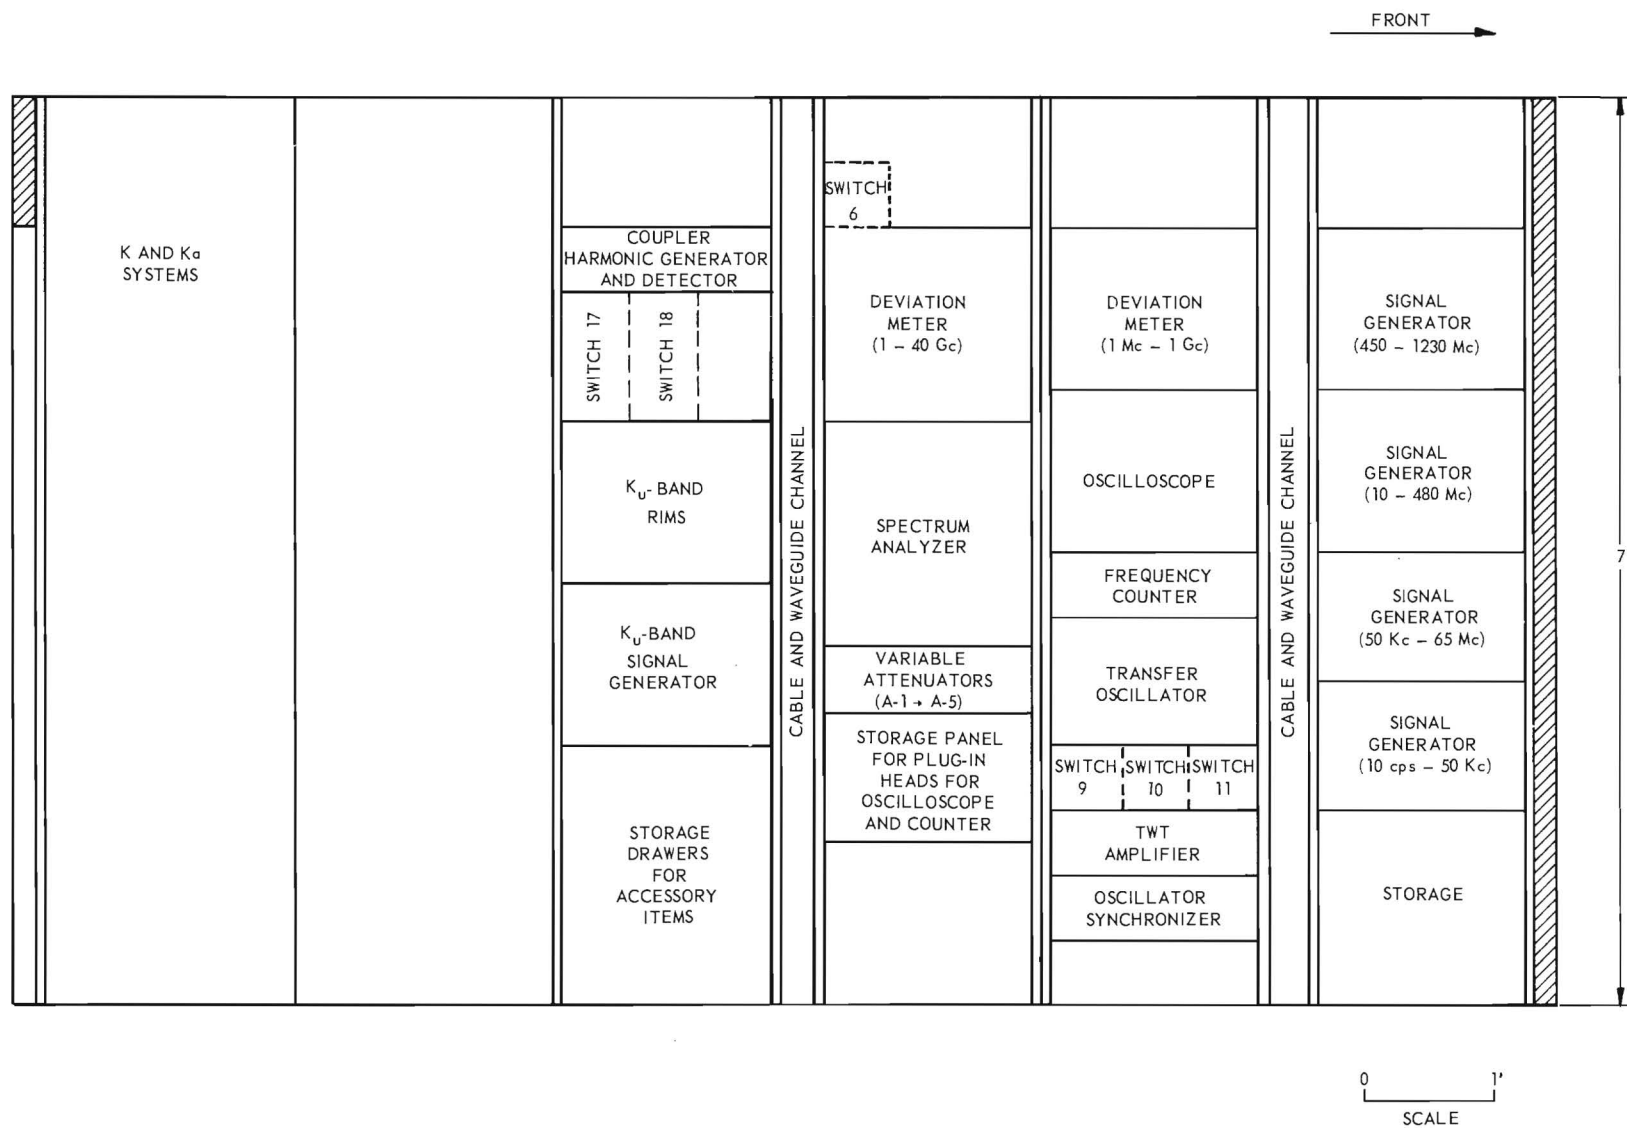 FRONT
K AND Ka
SYSTEMS
COUPLER
HARMONIC GENERATOR
AND DETECTOR
SWITCH 17
SWITCH 18
Ku- BAND
RIMS
Ku-BAND
SIGNAL
GENERATOR
STORAGE
DRAWERS
FOR
ACCESSORY
ITEMS
CABLE AND WAVEGUIDE CHANNEL
SWITCH
6
DEVIATION
METER
(1 – 40 Gc)
SPECTRUM
ANALYZER
VARIABLE
ATTENUATORS
(A-1 → A-5)
STORAGE PANEL
FOR PLUG-IN
HEADS FOR
OSCILLOSCOPE
AND COUNTER
DEVIATION
METER
(1 Mc – 1 Gc)
OSCILLOSCOPE
FREQUENCY
COUNTER
TRANSFER
OSCILLATOR
SWITCH
9
SWITCH
10
SWITCH
11
TWT
AMPLIFIER
OSCILLATOR
SYNCHRONIZER
CABLE AND WAVEGUIDE CHANNEL
SIGNAL
GENERATOR
(450 – 1230 Mc)
SIGNAL
GENERATOR
(10 – 480 Mc)
SIGNAL
GENERATOR
(50 Kc – 65 Mc)
SIGNAL
GENERATOR
(10 cps – 50 Kc)
STORAGE
7
0 1'
SCALE